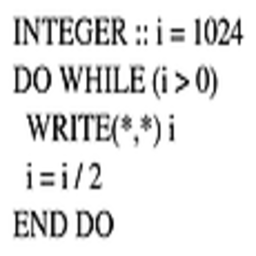 INTEGER :: i = 1024
DO WHILE (i > 0)
WRITE(*,*) i
i = i / 2
END DO